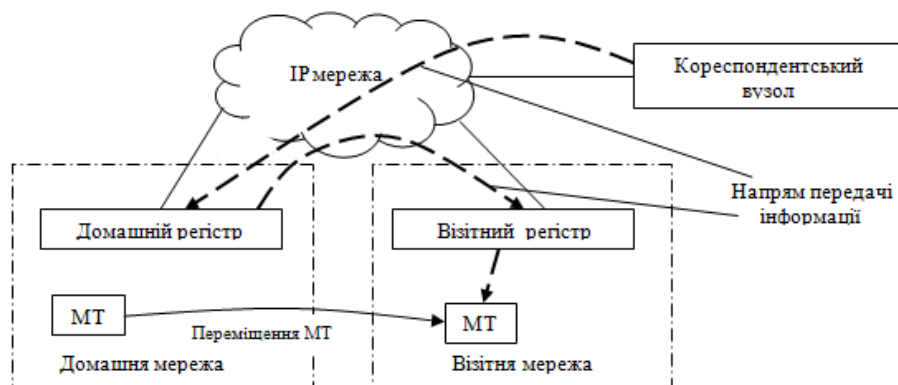 IP мережа
Кореспондентський
вузол
Напрям передачі
інформації
Домашній регістр
Візітний регістр
МТ
Переміщення МТ
МТ
Домашня мережа
Візітня мережа